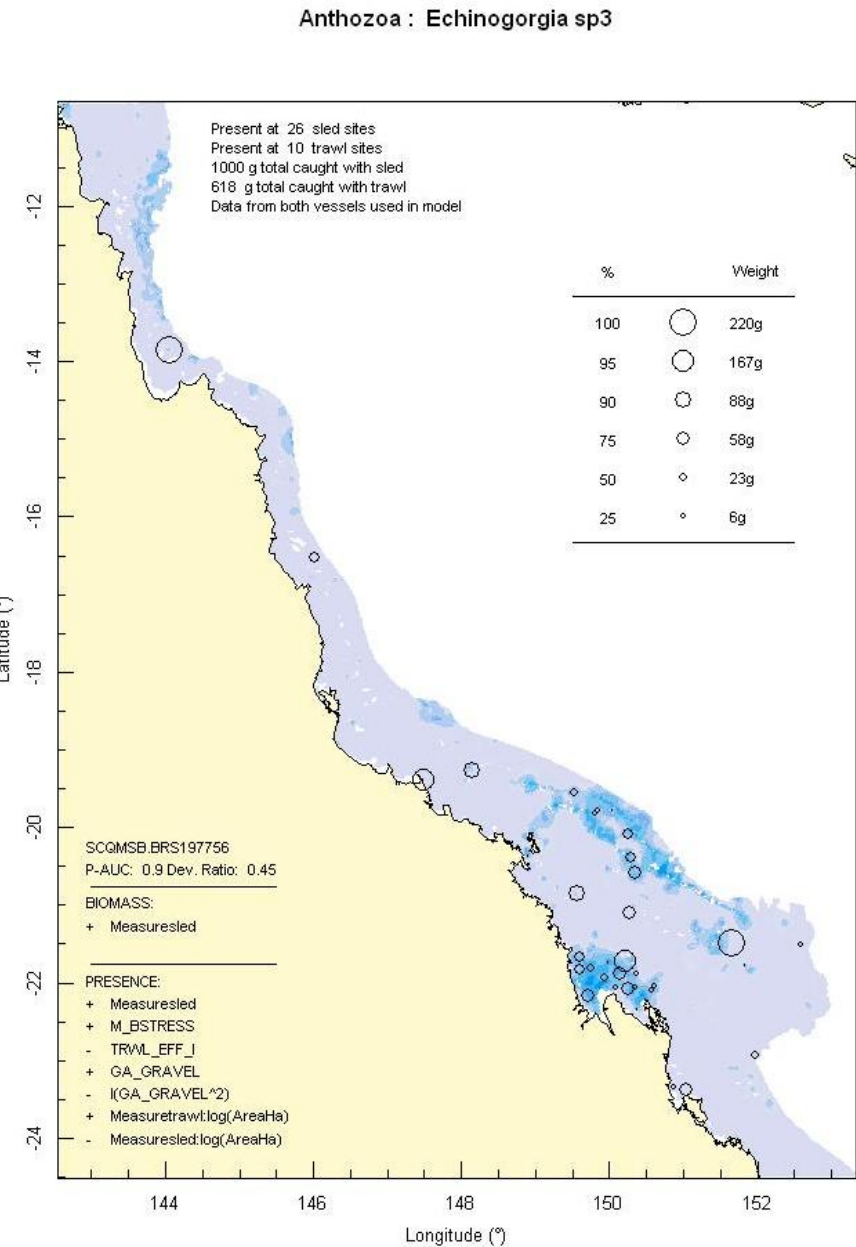 Anthozoa : Echinogorgia sp3
Present at 26 sled sites
Present at 10 trawl sites
1000 g total caught with sled
618 g total caught with trawl
Data from both vessels used in model
% Weight
100 220g
95 167g
90 88g
75 58g
50 23g
25 6g
-12
-14
-16
-18
-20
-22
-24
Latitude (°)
SCQMSB.BRS197756
P-AUC: 0.9 Dev. Ratio: 0.45
BIOMASS:
+ Measuresled
PRESENCE:
+ Measuresled
+ M_BSTRESS
- TRWL_EFF_I
+ GA_GRAVEL
- I(GA_GRAVEL^2)
+ Measuretrawl:log(AreaHa)
- Measuresled:log(AreaHa)
144 146 148 150 152
Longitude (°)